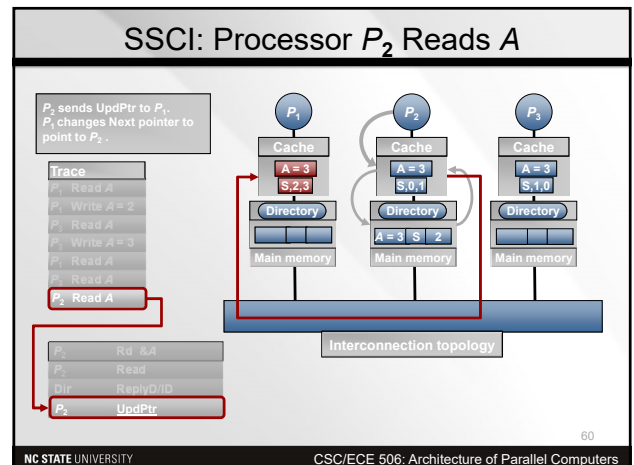 SSCI: Processor P2 Reads A
P2 sends UpdPtr to P1.
P1 changes Next pointer to
point to P2 .
Trace
P1 Read A
P1 Write A = 2
Read A
P1 Write A = 3
P1 Read A
Read A
P2 Read A
P2 Rd &A
P2 Read
Dir ReplyD/ID
P2 UpdPtr
P1
Cache
A = 3
S,2,3
Directory
Main memory
P2
Cache
A = 3
S,0,1
Directory
A = 3 S 2
Main memory
P3
Cache
A = 3
S,1,0
Directory
Main memory
Interconnection topology
60
NC STATE UNIVERSITY
CSC/ECE 506: Architecture of Parallel Computers